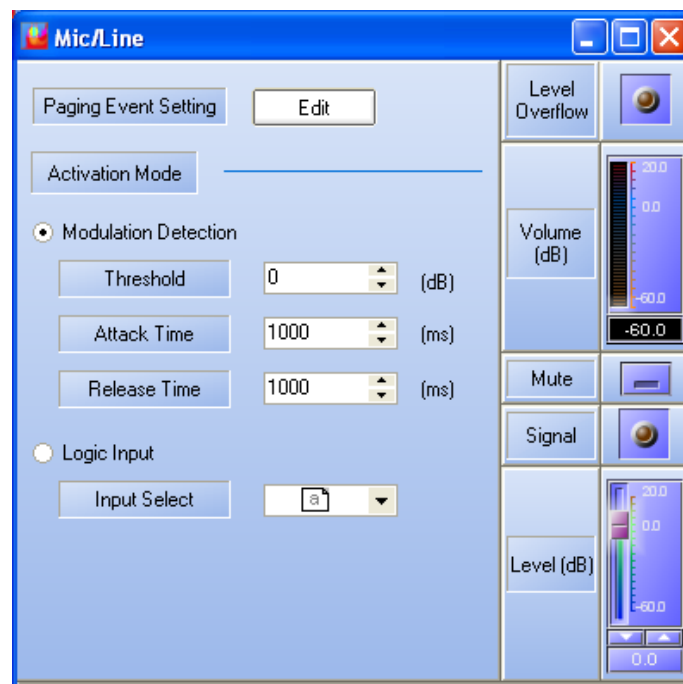 Mic/Line
Paging Event Setting
Edit
Activation Mode
Modulation Detection
Threshold
0
(dB)
Attack Time
1000
(ms)
Release Time
1000
(ms)
Logic Input
Input Select
a
Level
Overflow
Volume
(dB)
20.0
0.0
-60.0
-60.0
Mute
Signal
Level (dB)
20.0
0.0
-60.0
0.0